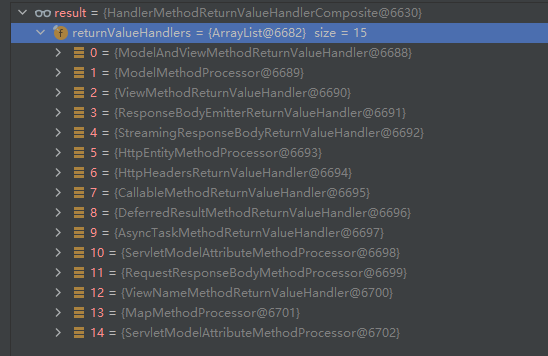 result = {HandlerMethodReturnValueHandlerComposite@6630}
f returnValueHandlers = {ArrayList@6682} size = 15
0 = {ModelAndViewMethodReturnValueHandler@6688}
1 = {ModelMethodProcessor@6689}
2 = {ViewMethodReturnValueHandler@6690}
3 = {ResponseBodyEmitterReturnValueHandler@6691}
4 = {StreamingResponseBodyReturnValueHandler@6692}
5 = {HttpEntityMethodProcessor@6693}
6 = {HttpHeadersReturnValueHandler@6694}
7 = {CallableMethodReturnValueHandler@6695}
8 = {DeferredResultMethodReturnValueHandler@6696}
9 = {AsyncTaskMethodReturnValueHandler@6697}
10 = {ServletModelAttributeMethodProcessor@6698}
11 = {RequestResponseBodyMethodProcessor@6699}
12 = {ViewNameMethodReturnValueHandler@6700}
13 = {MapMethodProcessor@6701}
14 = {ServletModelAttributeMethodProcessor@6702}